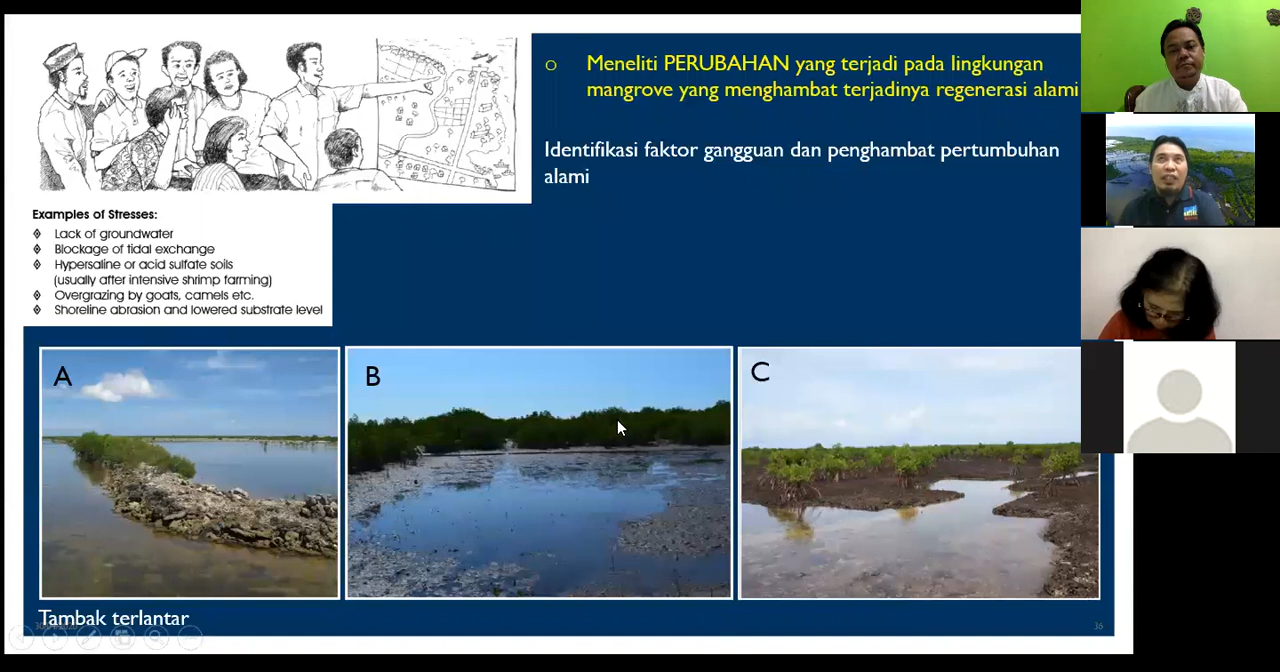 o Meneliti PERUBAHAN yang terjadi pada lingkungan
mangrove yang menghambat terjadinya regenerasi alami
Identifikasi faktor gangguan dan penghambat pertumbuhan
alami
Examples of Stresses:
Lack of groundwater
Blockage of tidal exchange
Hypersaline or acid sulfate soils
(usually after intensive shrimp farming)
Overgrazing by goats, camels etc.
Shoreline abrasion and lowered substrate level
A
B
C
Tambak terlantar
36